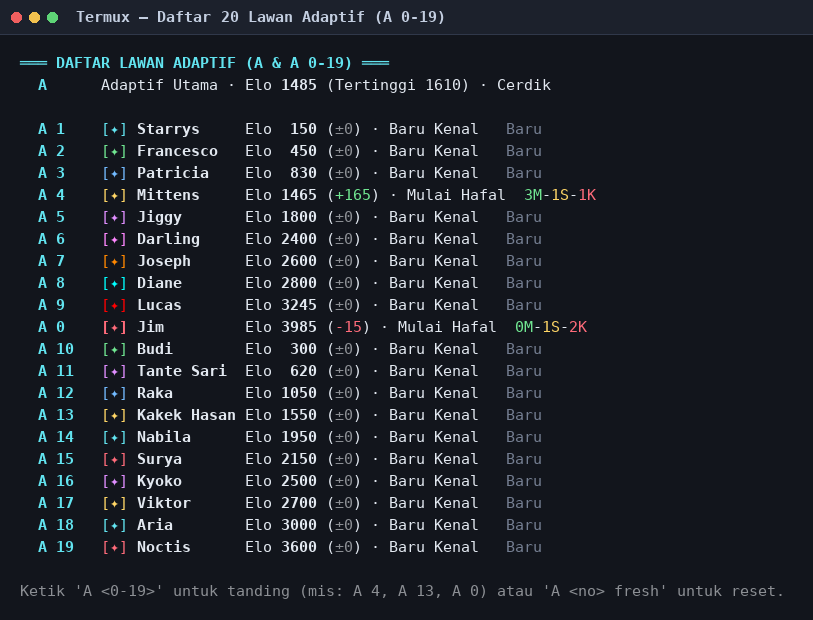 Termux — Daftar 20 Lawan Adaptif (A 0-19)
═══ DAFTAR LAWAN ADAPTIF (A & A 0-19) ═══
A Adaptif Utama · Elo 1485 (Tertinggi 1610) · Cerdik
A 1 [✦] Starrys Elo 150 (±0) · Baru Kenal Baru
A 2 [✦] Francesco Elo 450 (±0) · Baru Kenal Baru
A 3 [✦] Patricia Elo 830 (±0) · Baru Kenal Baru
A 4 [✦] Mittens Elo 1465 (+165) · Mulai Hafal 3M-1S-1K
A 5 [✦] Jiggy Elo 1800 (±0) · Baru Kenal Baru
A 6 [✦] Darling Elo 2400 (±0) · Baru Kenal Baru
A 7 [✦] Joseph Elo 2600 (±0) · Baru Kenal Baru
A 8 [✦] Diane Elo 2800 (±0) · Baru Kenal Baru
A 9 [✦] Lucas Elo 3245 (±0) · Baru Kenal Baru
A 0 [✦] Jim Elo 3985 (-15) · Mulai Hafal 0M-1S-2K
A 10 [✦] Budi Elo 300 (±0) · Baru Kenal Baru
A 11 [✦] Tante Sari Elo 620 (±0) · Baru Kenal Baru
A 12 [✦] Raka Elo 1050 (±0) · Baru Kenal Baru
A 13 [✦] Kakek Hasan Elo 1550 (±0) · Baru Kenal Baru
A 14 [✦] Nabila Elo 1950 (±0) · Baru Kenal Baru
A 15 [✦] Surya Elo 2150 (±0) · Baru Kenal Baru
A 16 [✦] Kyoko Elo 2500 (±0) · Baru Kenal Baru
A 17 [✦] Viktor Elo 2700 (±0) · Baru Kenal Baru
A 18 [✦] Aria Elo 3000 (±0) · Baru Kenal Baru
A 19 [✦] Noctis Elo 3600 (±0) · Baru Kenal Baru
Ketik 'A <0-19>' untuk tanding (mis: A 4, A 13, A 0) atau 'A <no> fresh' untuk reset.